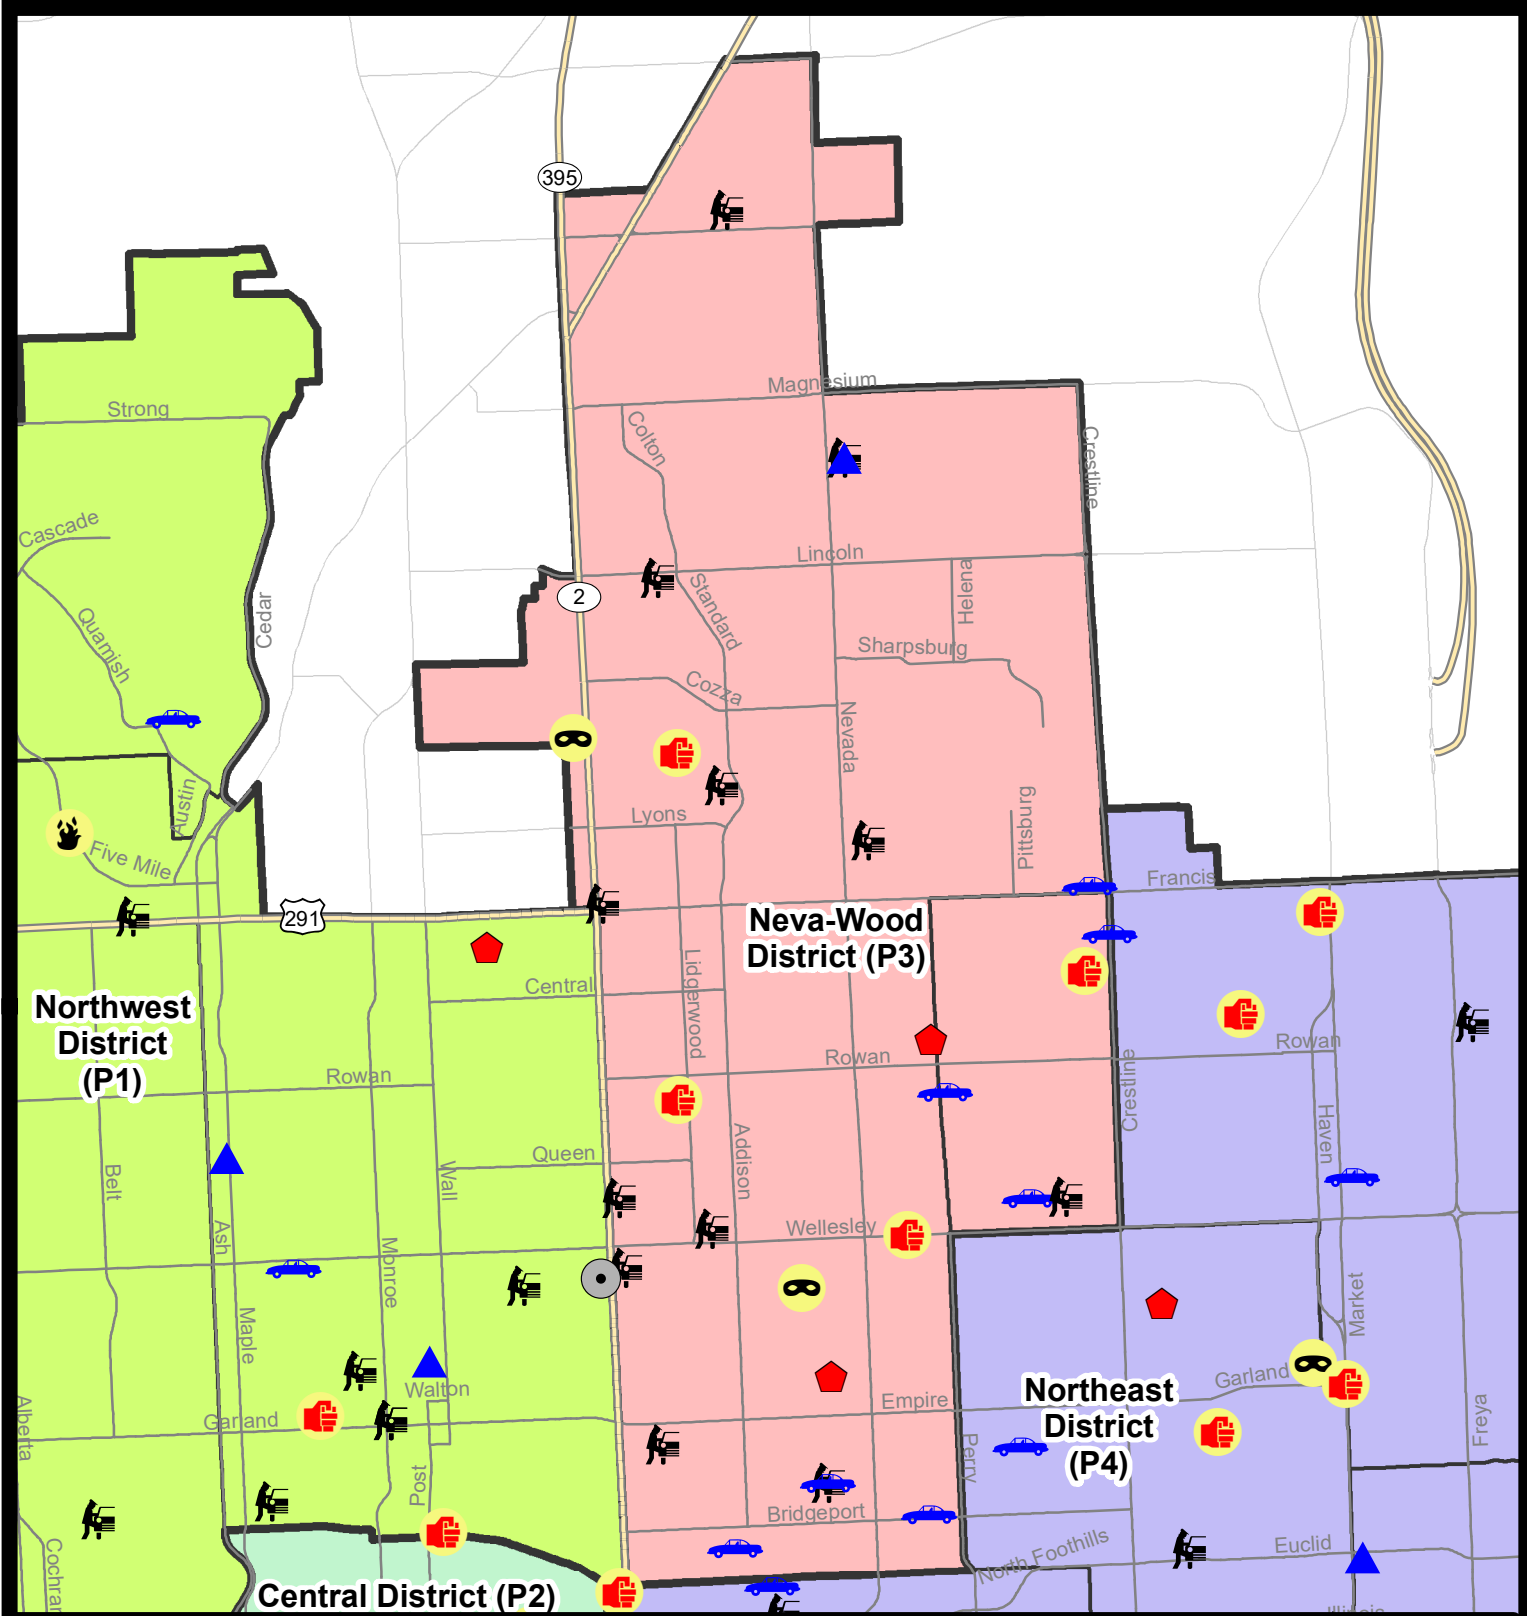 395
Magnesium
Strong
Colton
Crestline
Cascade
Lincoln
Standard
Helena
2
Cedar
Quamish
Sharpsburg
Cozza
Nevada
Austin
Lyons
Pittsburg
Five Mile
Francis
291
Neva-Wood
District (P3)
Lidgerwood
Central
Northwest
District
(P1)
Rowan
Rowan
Rowan
Crestline
Haven
Addison
Queen
Belt
Wall
Ash
Wellesley
Monroe
Maple
Market
Walton
Garland
Garland
Empire
Northeast
District
(P4)
Alberta
Freya
Perry
Post
Bridgeport
North Foothills
Euclid
Cochran
Central District (P2)